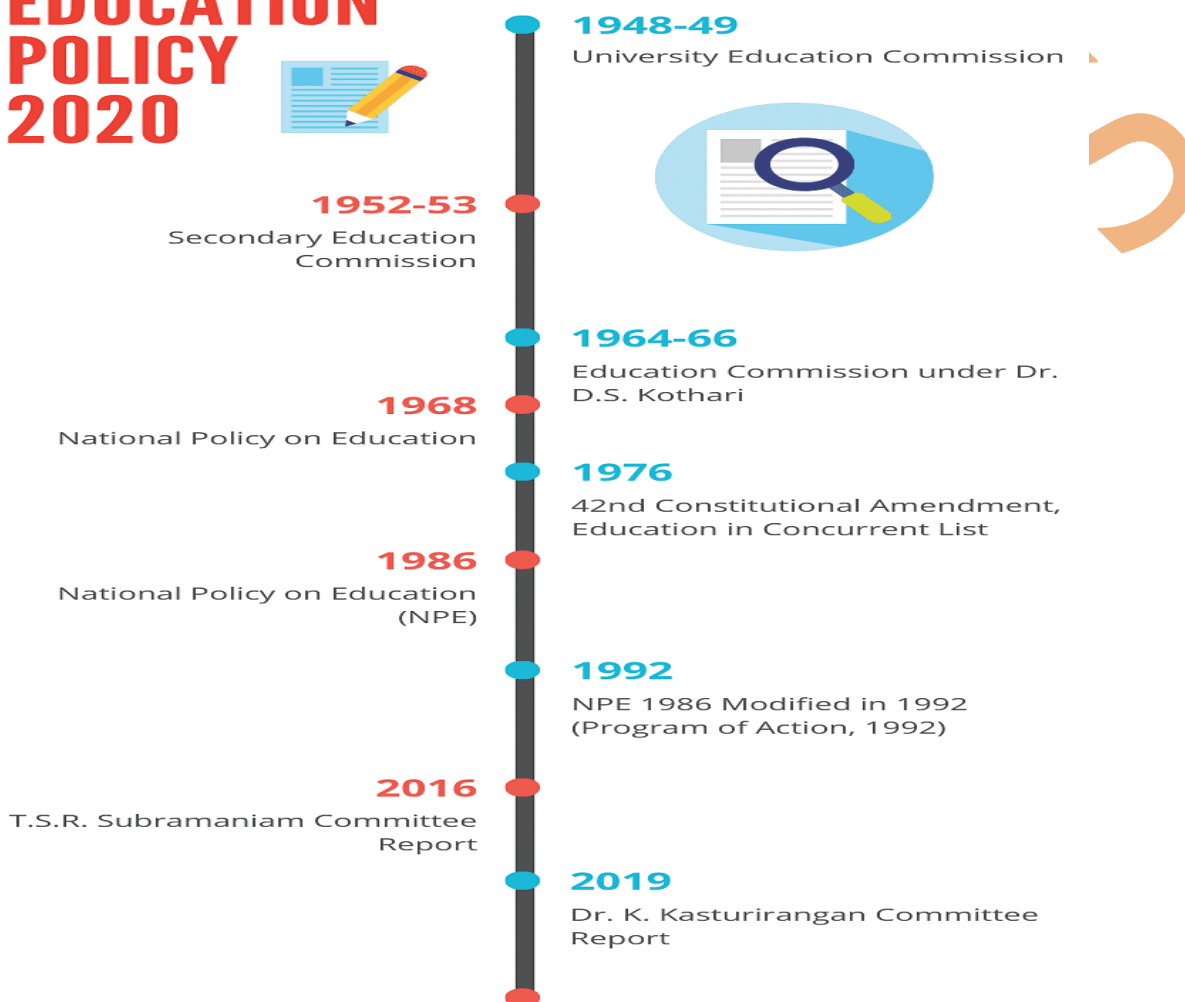 EDUCATION
POLICY
2020
1948-49
University Education Commission
1952-53
Secondary Education
Commission
1964-66
Education Commission under Dr.
D.S. Kothari
1968
National Policy on Education
1976
42nd Constitutional Amendment,
Education in Concurrent List
1986
National Policy on Education
(NPE)
1992
NPE 1986 Modified in 1992
(Program of Action, 1992)
2016
T.S.R. Subramaniam Committee
Report
2019
Dr. K. Kasturirangan Committee
Report